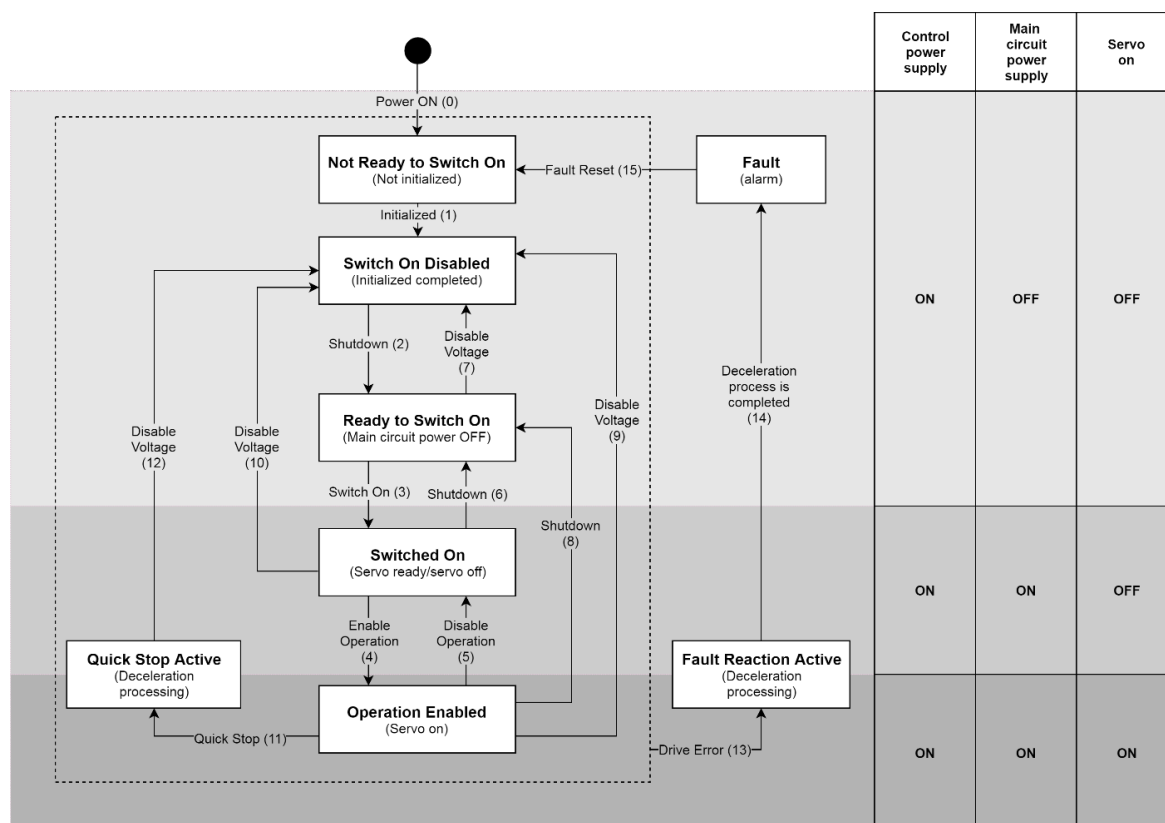 Control
power
supply
Main
circuit
power
supply
Servo
on
Power ON (0)
Not Ready to Switch On
(Not initialized)
Fault Reset (15)
Fault
(alarm)
Initialized (1)
Switch On Disabled
(Initialized completed)
ON
OFF
OFF
Shutdown (2)
Disable
Voltage
(7)
Deceleration
process is
completed
(14)
Ready to Switch On
(Main circuit power OFF)
Disable
Voltage
(12)
Disable
Voltage
(10)
Disable
Voltage
(9)
Switch On (3)
Shutdown (6)
Shutdown
(8)
Switched On
(Servo ready/servo off)
ON
ON
OFF
Enable
Operation
(4)
Disable
Operation
(5)
Quick Stop Active
(Deceleration
processing)
Fault Reaction Active
(Deceleration
processing)
Operation Enabled
(Servo on)
Quick Stop (11)
Drive Error (13)
ON
ON
ON